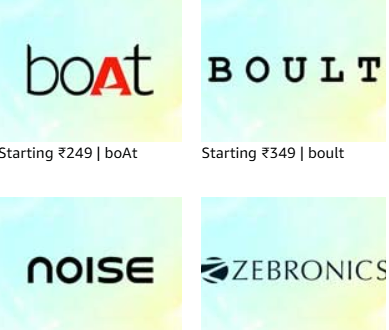 boAt
BOULT
Starting ₹249 | boAt
Starting ₹349 | boult
noise
ZEBRONICS